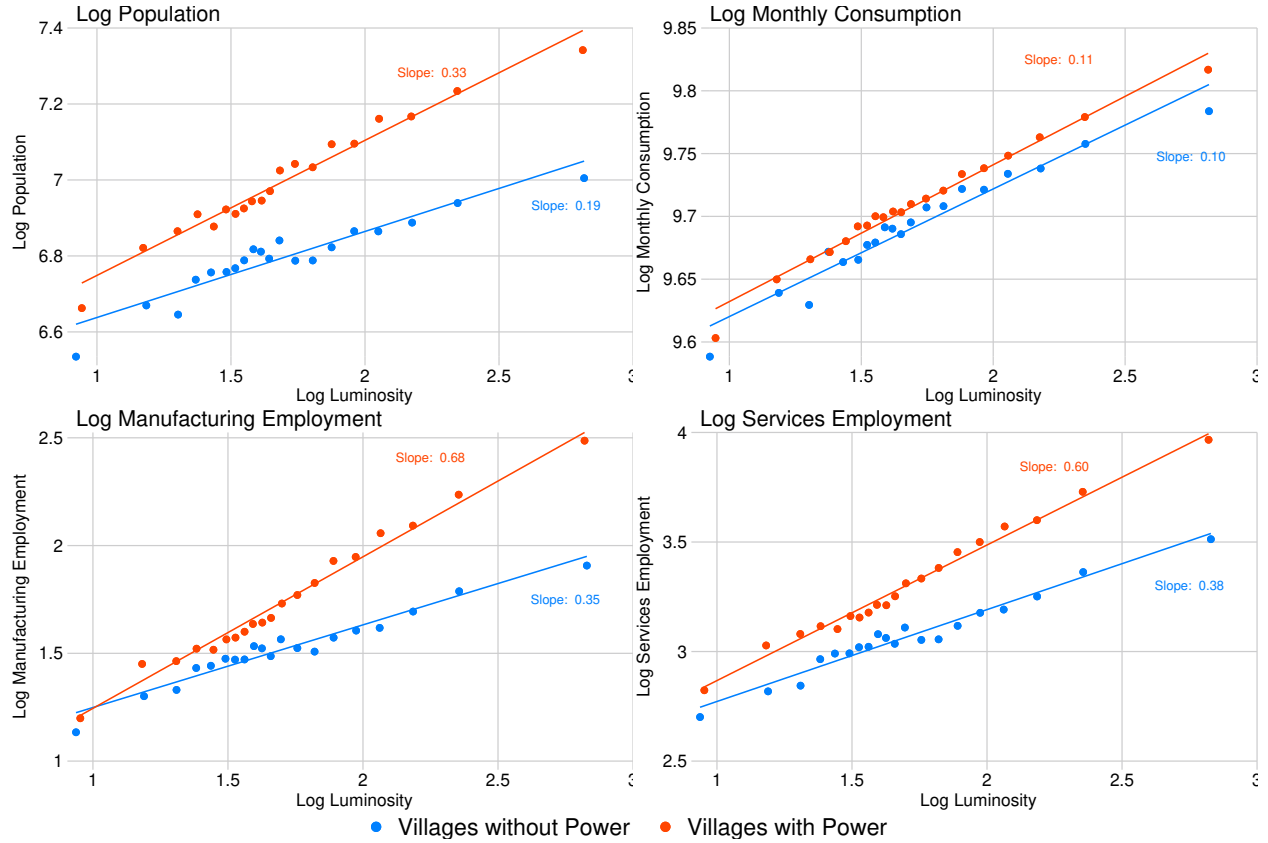 Log Population
Log Population
7.4
7.2
7
6.8
6.6
Slope: 0.33
Slope: 0.19
1
1.5
2
2.5
3
Log Luminosity
Log Monthly Consumption
Log Monthly Consumption
9.85
9.8
9.75
9.7
9.65
9.6
Slope: 0.11
Slope: 0.10
1
1.5
2
2.5
3
Log Luminosity
Log Manufacturing Employment
Log Manufacturing Employment
2.5
2
1.5
1
Slope: 0.68
Slope: 0.35
1
1.5
2
2.5
3
Log Luminosity
Log Services Employment
Log Services Employment
4
3.5
3
2.5
Slope: 0.60
Slope: 0.38
1
1.5
2
2.5
3
Log Luminosity
Villages without Power
Villages with Power